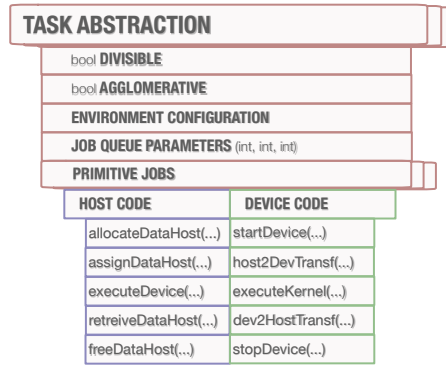 TASK ABSTRACTION
bool DIVISIBLE
bool AGGLOMERATIVE
ENVIRONMENT CONFIGURATION
JOB QUEUE PARAMETERS (int, int, int)
PRIMITIVE JOBS
HOST CODE DEVICE CODE
allocateDataHost(...) startDevice(...)
assignDataHost(...) host2DevTransf(...)
executeDevice(...) executeKernel(...)
retreiveDataHost(...) dev2HostTransf(...)
freeDataHost(...) stopDevice(...)